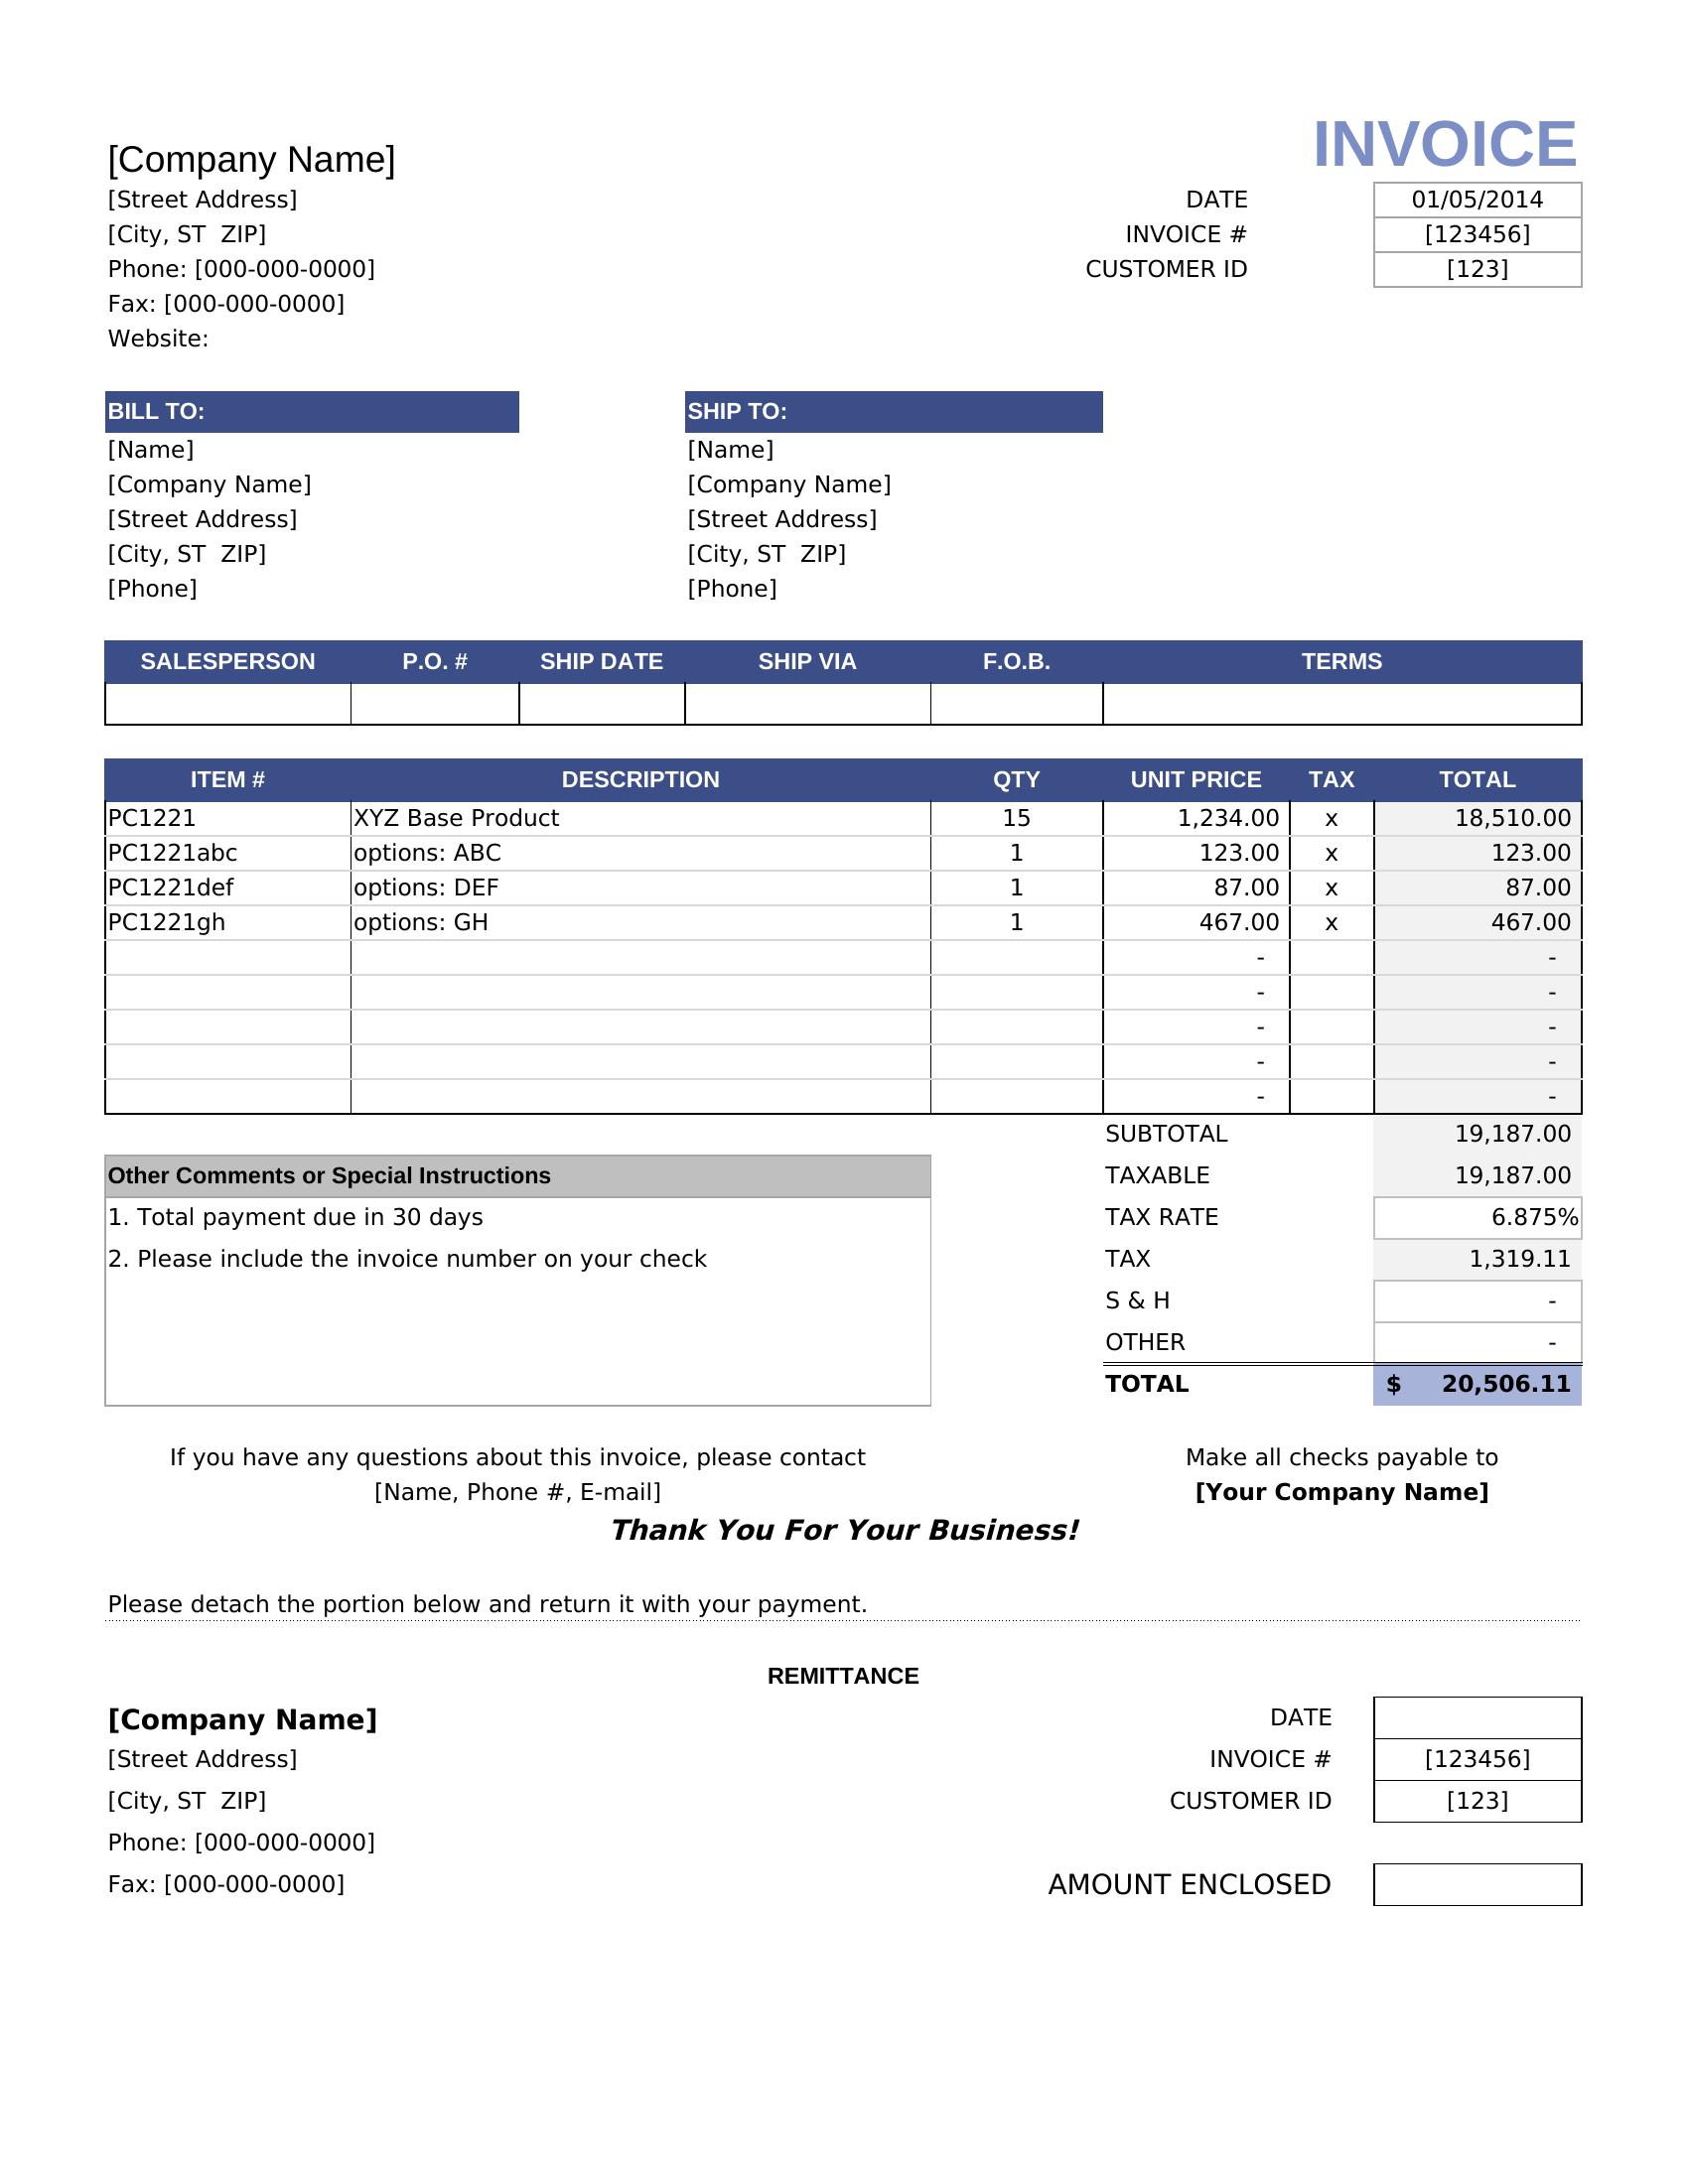 INVOICE
[Company Name]
[Street Address] DATE 01/05/2014
[City, ST  ZIP] INVOICE # [123456]
Phone: [000-000-0000] CUSTOMER ID [123]
Fax: [000-000-0000]
Website:
BILL TO: SHIP TO:
[Name] [Name]
[Company Name] [Company Name]
[Street Address] [Street Address]
[City, ST  ZIP] [City, ST  ZIP]
[Phone] [Phone]
SALESPERSON P.O. # SHIP DATE SHIP VIA F.O.B. TERMS
ITEM # DESCRIPTION QTY UNIT PRICE TAX TOTAL
PC1221 XYZ Base Product 15 1,234.00 x 18,510.00
PC1221abc options: ABC 1 123.00 x 123.00
PC1221def options: DEF 1 87.00 x 87.00
PC1221gh options: GH 1 467.00 x 467.00
- -
- -
- -
- -
- -
SUBTOTAL 19,187.00
Other Comments or Special Instructions TAXABLE 19,187.00
1. Total payment due in 30 days TAX RATE 6.875%
2. Please include the invoice number on your check TAX 1,319.11
S & H -
OTHER -
TOTAL $ 20,506.11
If you have any questions about this invoice, please contact Make all checks payable to
[Name, Phone #, E-mail] [Your Company Name]
Thank You For Your Business!
Please detach the portion below and return it with your payment.
REMITTANCE
[Company Name] DATE
[Street Address] INVOICE # [123456]
[City, ST  ZIP] CUSTOMER ID [123]
Phone: [000-000-0000]
Fax: [000-000-0000] AMOUNT ENCLOSED